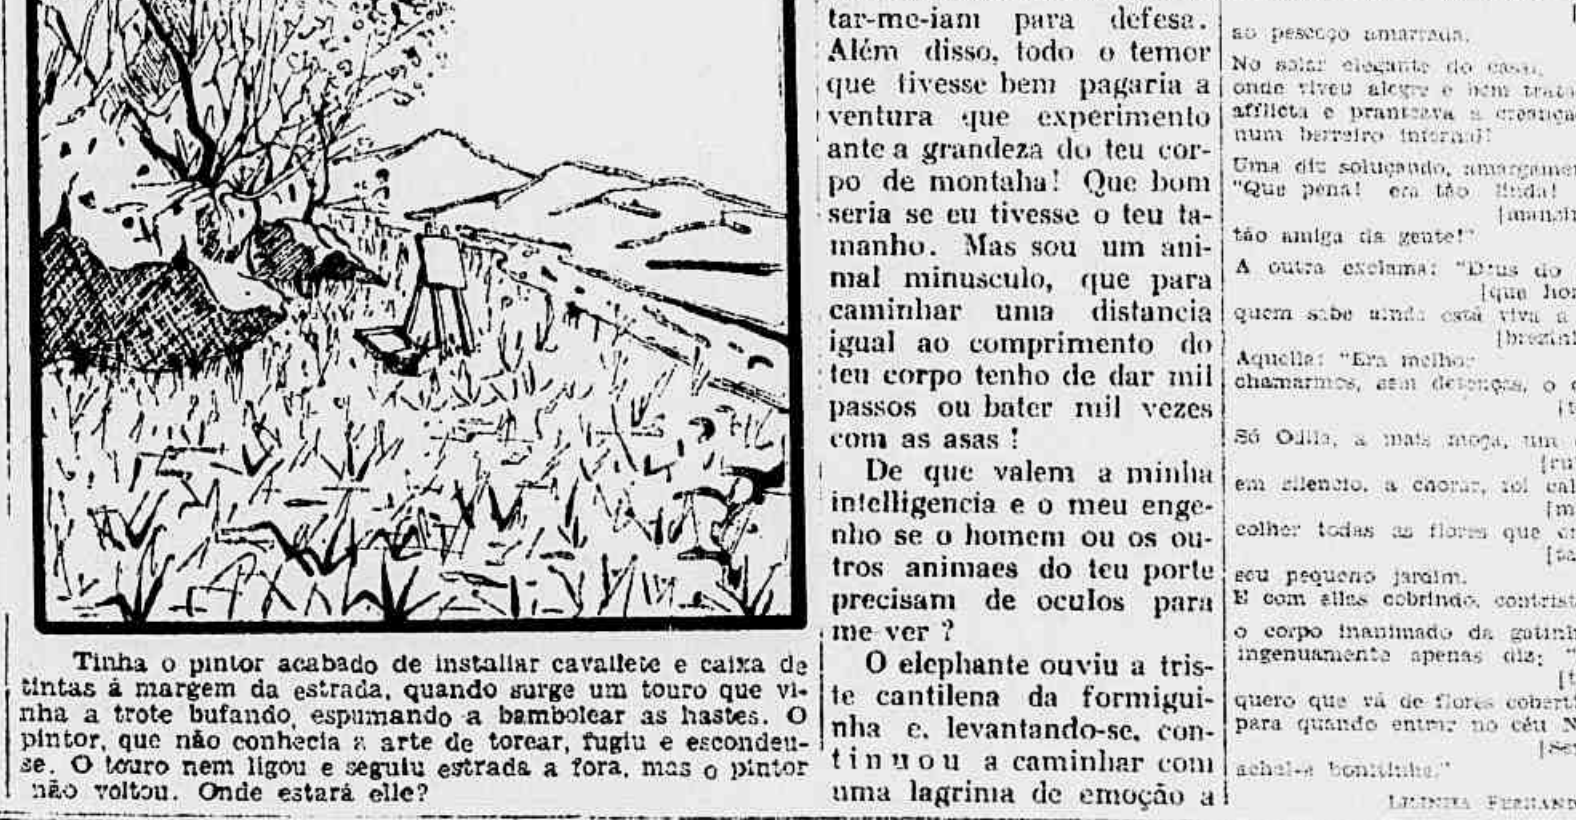 Tinha o pintor acabado de installar cavallete e caixa de
tintas á margem da estrada, quando surge um touro que vi-
nha a trote bufando, espumando a bambolear as hastes. O
pintor, que não conhecia a arte de torear, fugiu e escondeu-
se. O touro nem ligou e seguiu estrada a fora, mas o pintor
não voltou. Onde estará elle?
tar-me-iam para defesa.
Além disso, todo o temor
que tivesse bem pagaria a
ventura que experimento
ante a grandeza do teu cor-
po de montaha! Que bom
seria se eu tivesse o teu ta-
manho. Mas sou um ani-
mal minusculo, que para
caminhar uma distancia
igual ao comprimento do
teu corpo tenho de dar mil
passos ou bater mil vezes
com as asas!
De que valem a minha
intelligencia e o meu enge-
nho se o homem ou os ou-
tros animaes do teu porte
precisam de oculos para
me ver?
O elephante ouviu a tris-
te cantilena da formigui-
nha e, levantando-se, con-
tinuou a caminhar com
uma lagrima de emoção a
ao pescoço amarrada.
No solar elegante do casal,
onde viveu alegre e bem
afflicta e pranteava a
num berreiro infernal!
Uma diz soluçando,
"Que pena! era tão linda!
tão amiga da gente!"
A outra exclama: "Deus do
[que
quem sabe ainda está viva a
Aquella: "Era melhor
chamarmos, sem detenças, o
Só Odila, a mais moça, um
em silencio, a chorar, foi
colher todas as flores que
seu pequeno jardim.
E com ellas cobrindo,
o corpo inanimado da
ingenuamente apenas diz:
quero que vá de flores
para quando entrar no céu
achal-a bonitinha."